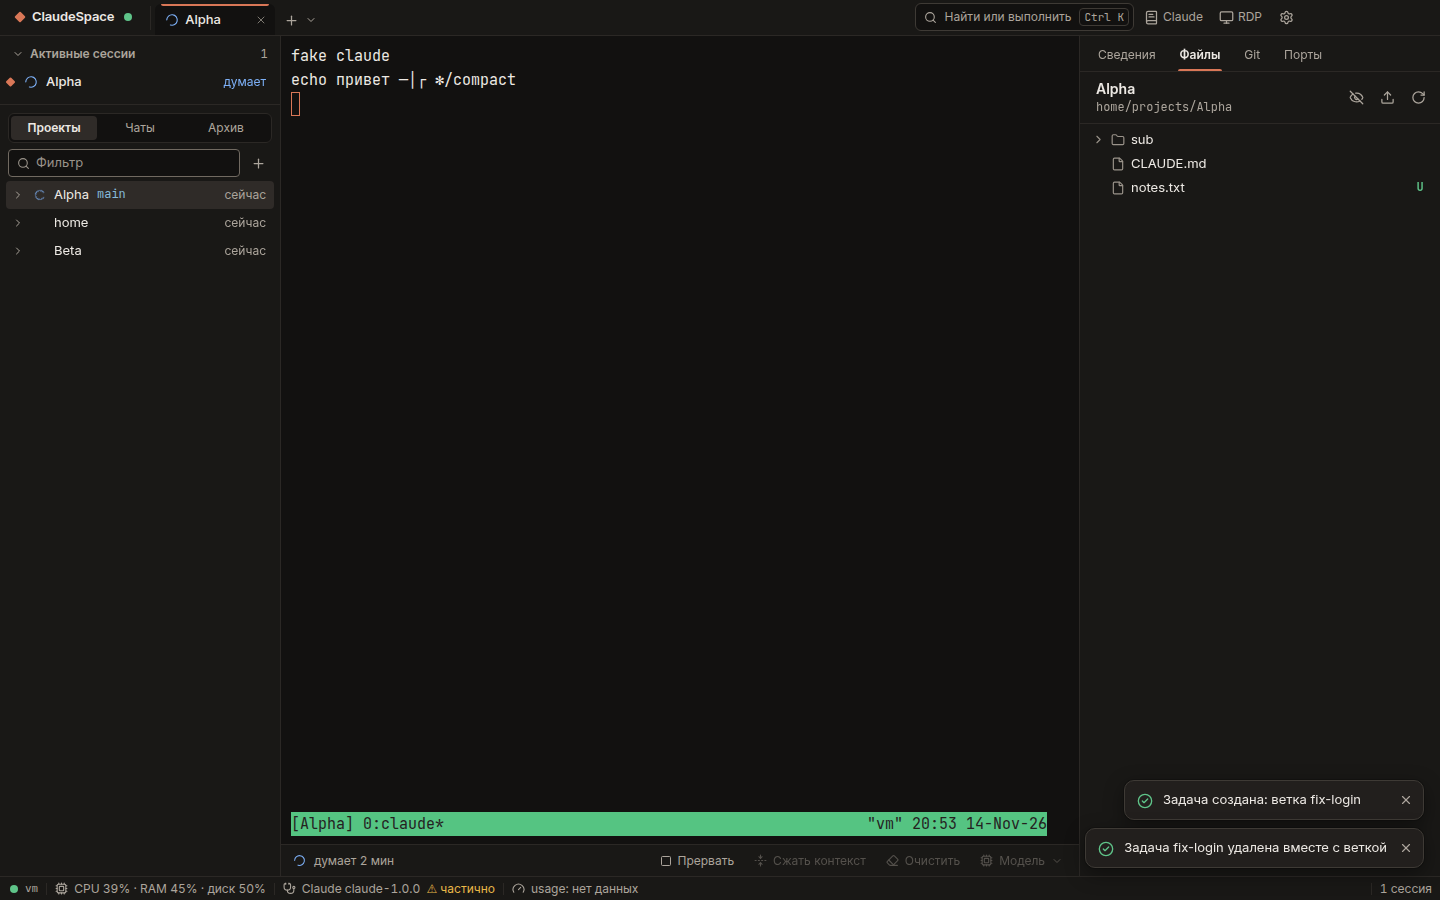 ClaudeSpace
Alpha
Найти или выполнить Ctrl K
Claude
RDP
Активные сессии 1
Alpha думает
Проекты Чаты Архив
Фильтр
Alpha main сейчас
home сейчас
Beta сейчас
fake claude
echo привет ─│┌ ✻/compact
[Alpha] 0:claude* "vm" 20:53 14-Nov-26
думает 2 мин
Прервать Сжать контекст Очистить Модель
Сведения Файлы Git Порты
Alpha
home/projects/Alpha
sub
CLAUDE.md
notes.txt U
Задача создана: ветка fix-login
Задача fix-login удалена вместе с веткой
vm CPU 39% · RAM 45% · диск 50% Claude claude-1.0.0 ⚠ частично usage: нет данных 1 сессия